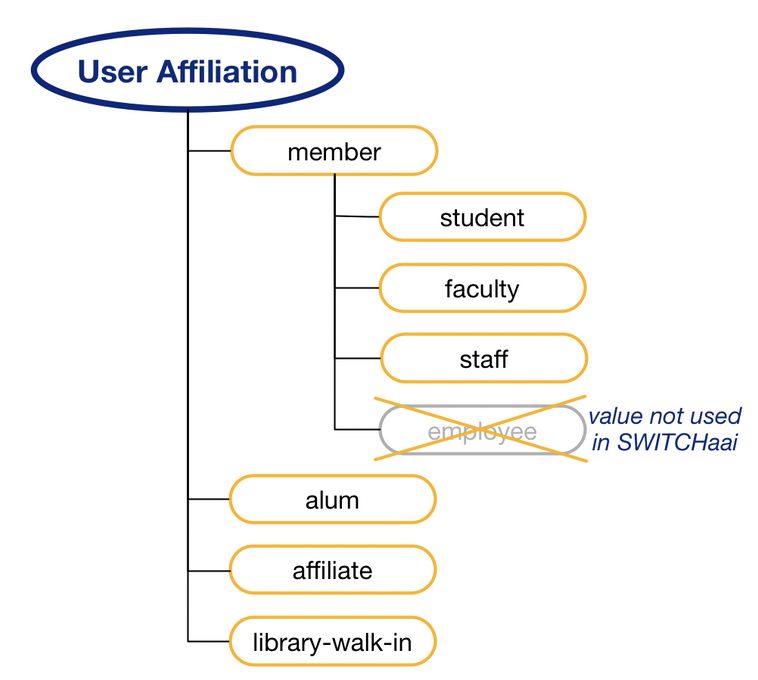 User Affiliation
member
student
faculty
staff
employee
value not used
in SWITCHaai
alum
affiliate
library-walk-in